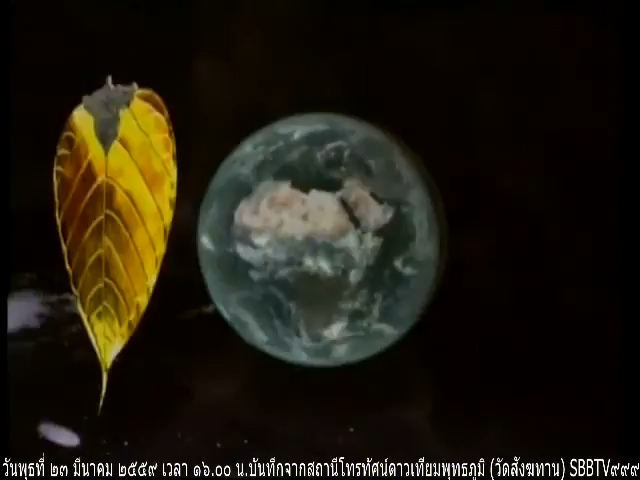 วันพุธที่ ๒๓ มีนาคม ๒๕๕๙ เวลา ๑๖.๐๐ น.บันทึกจากสถานีโทรทัศน์ดาวเทียมพุทธภูมิ (วัดสังฆทาน) SBBTV๙๙๙